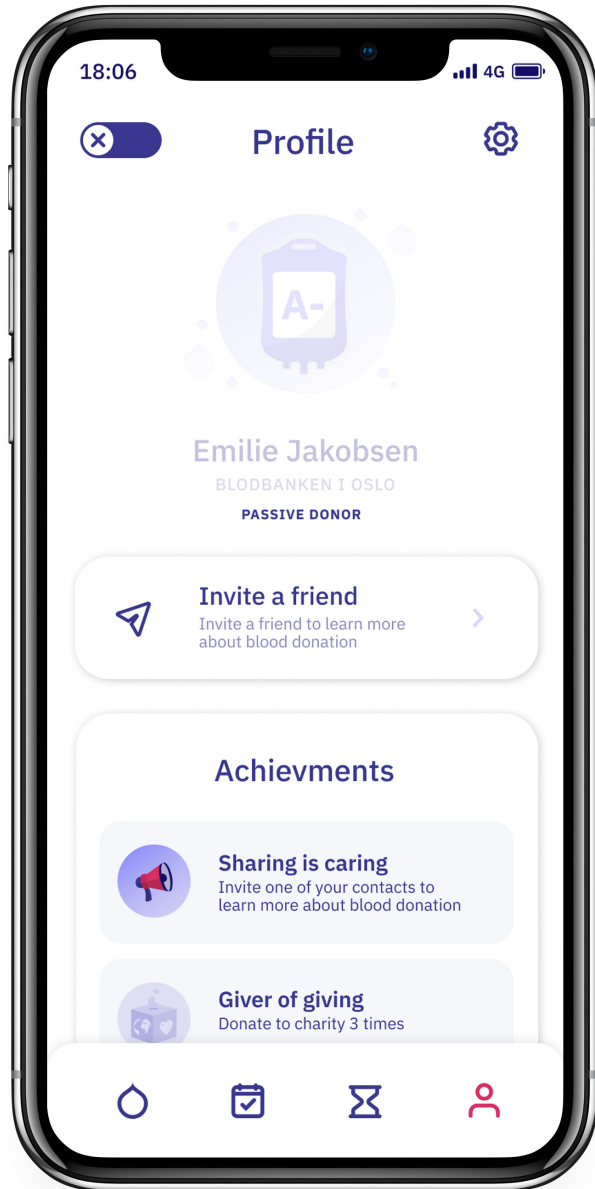 18:06
4G
Profile
A-
Emilie Jakobsen
BLODBANKEN I OSLO
PASSIVE DONOR
Invite a friend
Invite a friend to learn more
about blood donation
Achievments
Sharing is caring
Invite one of your contacts to
learn more about blood donation
Giver of giving
Donate to charity 3 times